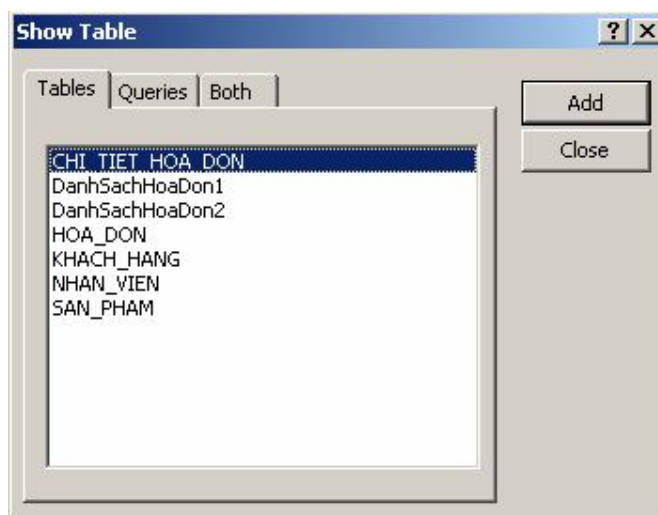 Show Table
Tables Queries Both
Add
Close
CHI_TIET_HOA_DON
DanhSachHoaDon1
DanhSachHoaDon2
HOA_DON
KHACH_HANG
NHAN_VIEN
SAN_PHAM